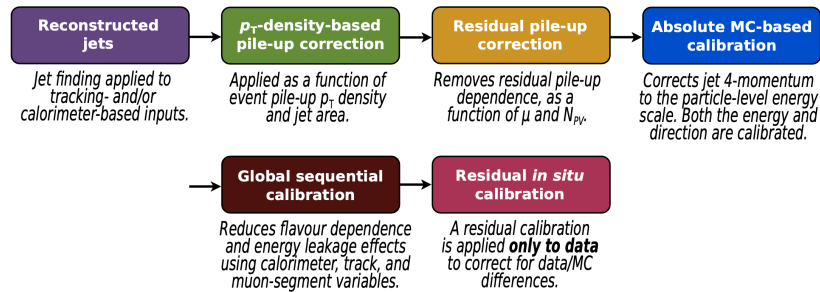 Reconstructed
jets
Jet finding applied to
tracking- and/or
calorimeter-based inputs.
pT-density-based
pile-up correction
Applied as a function of
event pile-up pT density
and jet area.
Residual pile-up
correction
Removes residual pile-up
dependence, as a
function of µ and NPV.
Absolute MC-based
calibration
Corrects jet 4-momentum
to the particle-level energy
scale. Both the energy and
direction are calibrated.
Global sequential
calibration
Reduces flavour dependence
and energy leakage effects
using calorimeter, track, and
muon-segment variables.
Residual in situ
calibration
A residual calibration
is applied only to data
to correct for data/MC
differences.